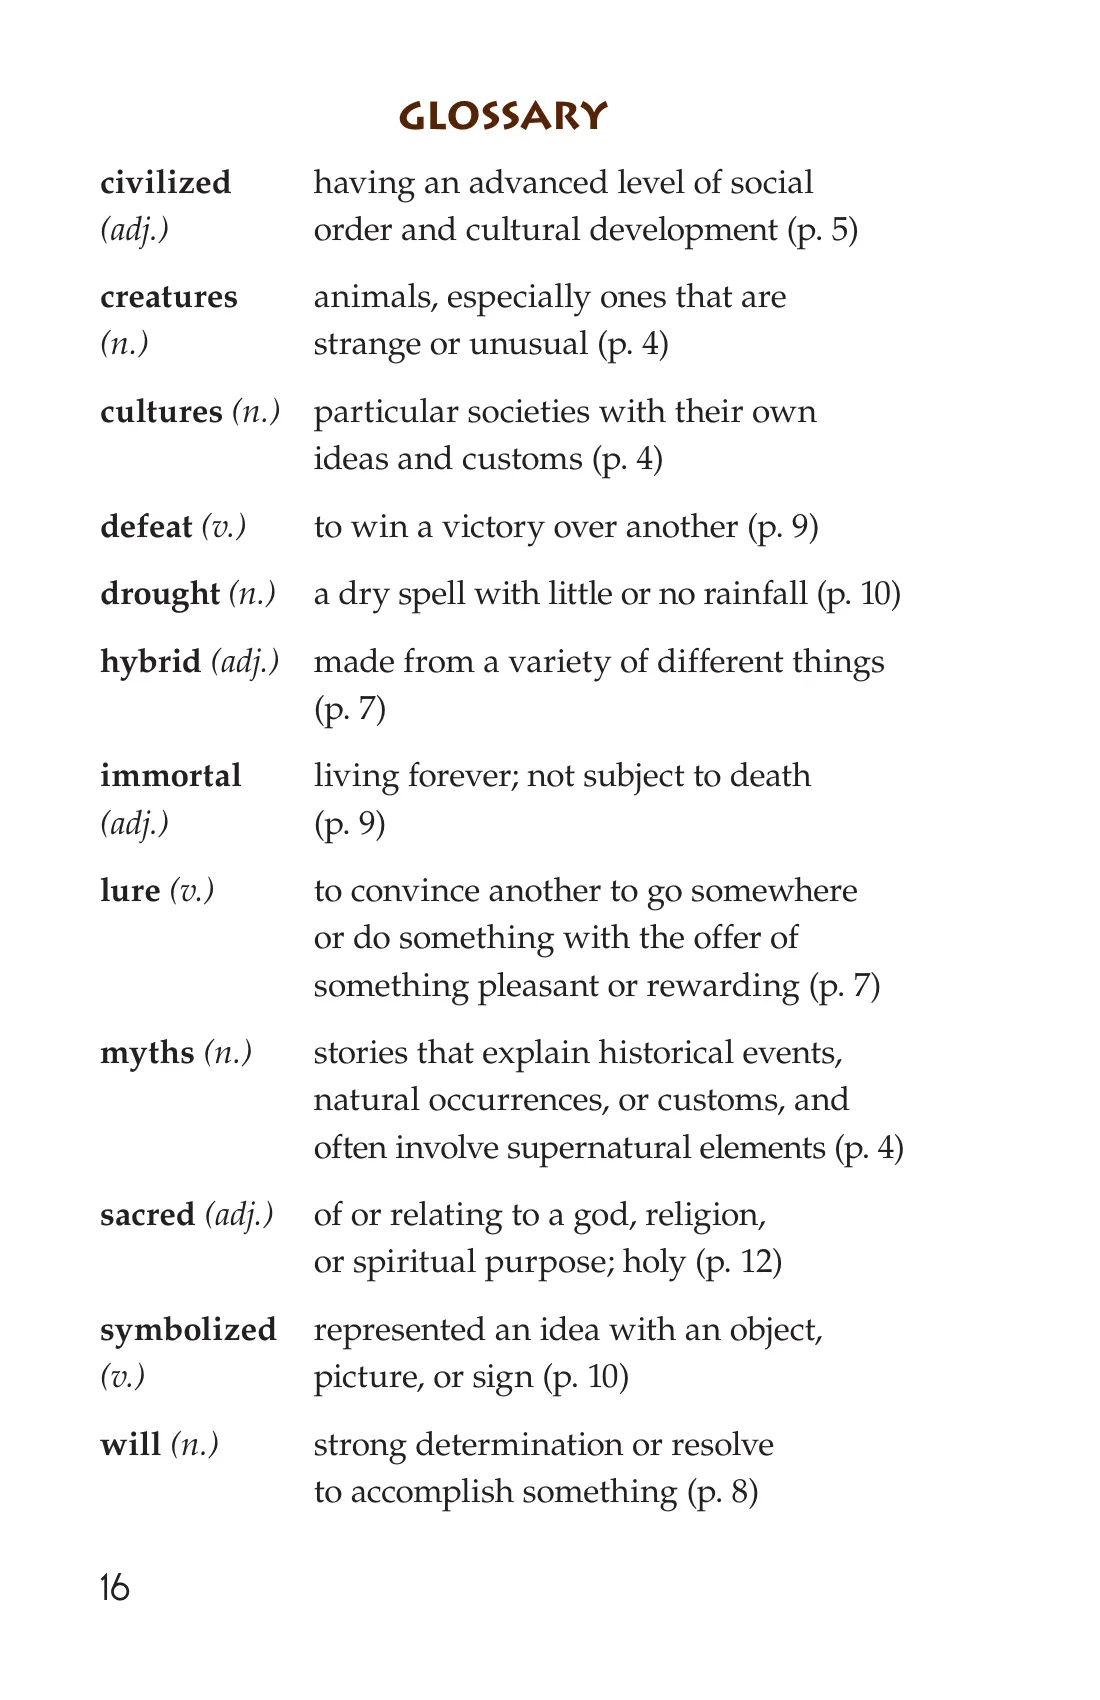 GLOSSARY
civilized having an advanced level of social
(adj.) order and cultural development (p. 5)
creatures animals, especially ones that are
(n.) strange or unusual (p. 4)
cultures (n.) particular societies with their own
ideas and customs (p. 4)
defeat (v.) to win a victory over another (p. 9)
drought (n.) a dry spell with little or no rainfall (p. 10)
hybrid (adj.) made from a variety of different things
(p. 7)
immortal living forever; not subject to death
(adj.) (p. 9)
lure (v.) to convince another to go somewhere
or do something with the offer of
something pleasant or rewarding (p. 7)
myths (n.) stories that explain historical events,
natural occurrences, or customs, and
often involve supernatural elements (p. 4)
sacred (adj.) of or relating to a god, religion,
or spiritual purpose; holy (p. 12)
symbolized represented an idea with an object,
(v.) picture, or sign (p. 10)
will (n.) strong determination or resolve
to accomplish something (p. 8)
16